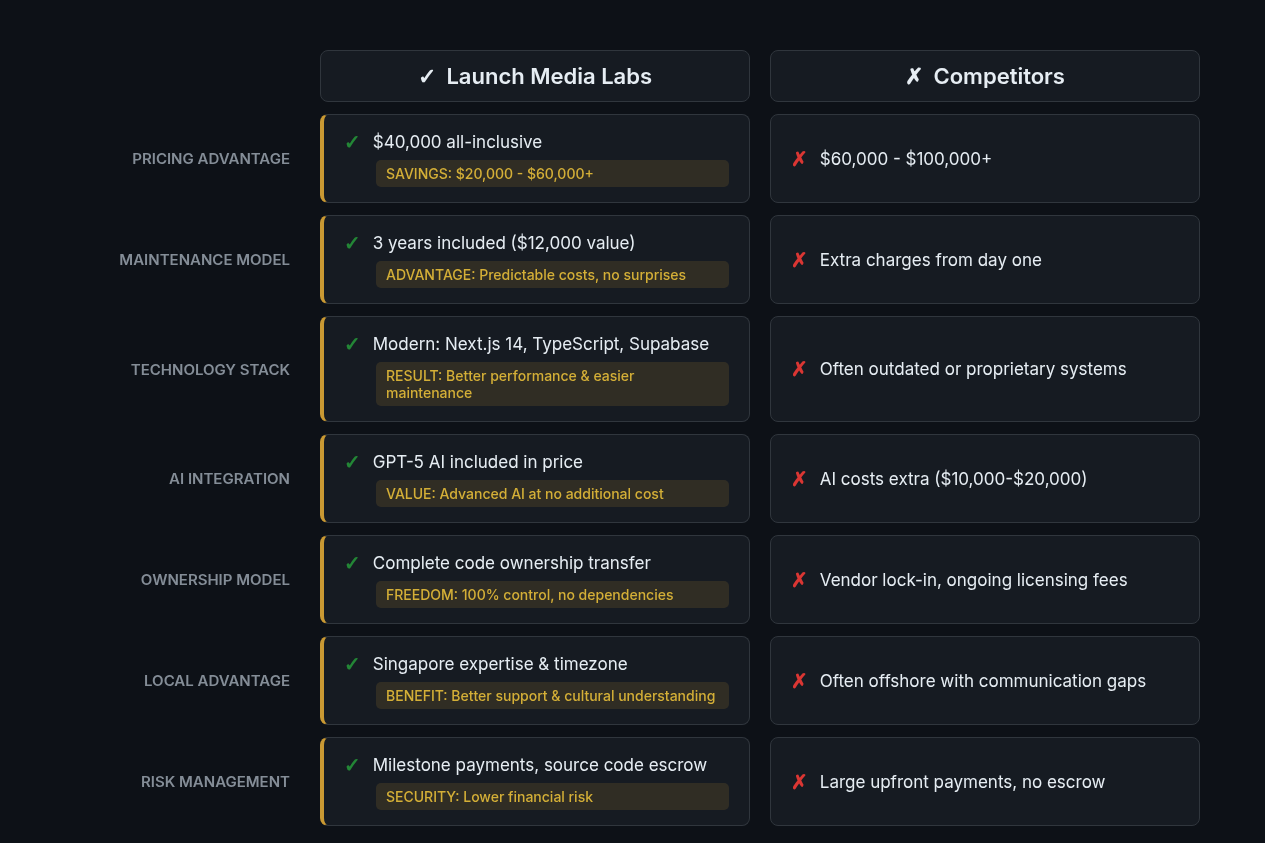 ✓ Launch Media Labs
✗ Competitors
PRICING ADVANTAGE
✓ $40,000 all-inclusive
SAVINGS: $20,000 - $60,000+
✗ $60,000 - $100,000+
MAINTENANCE MODEL
✓ 3 years included ($12,000 value)
ADVANTAGE: Predictable costs, no surprises
✗ Extra charges from day one
TECHNOLOGY STACK
✓ Modern: Next.js 14, TypeScript, Supabase
RESULT: Better performance & easier
maintenance
✗ Often outdated or proprietary systems
AI INTEGRATION
✓ GPT-5 AI included in price
VALUE: Advanced AI at no additional cost
✗ AI costs extra ($10,000-$20,000)
OWNERSHIP MODEL
✓ Complete code ownership transfer
FREEDOM: 100% control, no dependencies
✗ Vendor lock-in, ongoing licensing fees
LOCAL ADVANTAGE
✓ Singapore expertise & timezone
BENEFIT: Better support & cultural understanding
✗ Often offshore with communication gaps
RISK MANAGEMENT
✓ Milestone payments, source code escrow
SECURITY: Lower financial risk
✗ Large upfront payments, no escrow